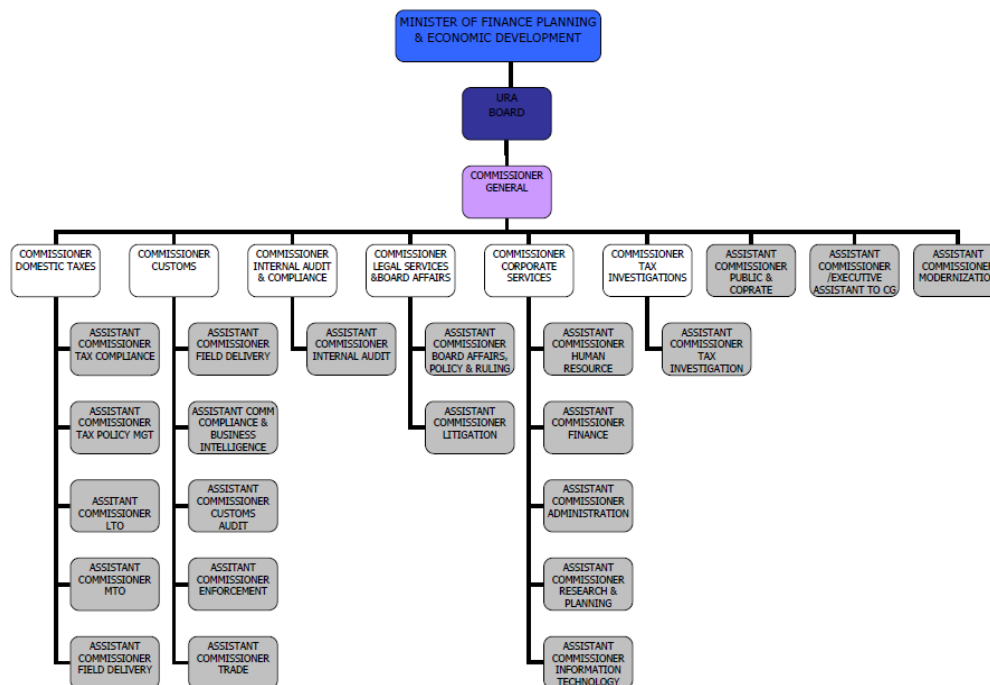 MINISTER OF FINANCE PLANNING
& ECONOMIC DEVELOPMENT
URA
BOARD
COMMISSIONER
GENERAL
COMMISSIONER
DOMESTIC TAXES
COMMISSIONER
CUSTOMS
COMMISSIONER
INTERNAL AUDIT
& COMPLIANCE
COMMISSIONER
LEGAL SERVICES
&BOARD AFFAIRS
COMMISSIONER
CORPORATE
SERVICES
COMMISSIONER
TAX
INVESTIGATIONS
ASSISTANT
COMMISSIONER
PUBLIC &
COPRATE
ASSISTANT
COMMISSIONER
/EXECUTIVE
ASSISTANT TO CG
ASSISTANT
COMMISSIONER
MODERNIZATIO
ASSISTANT
COMMISSIONER
TAX COMPLIANCE
ASSISTANT
COMMISSIONER
TAX POLICY MGT
ASSITANT
COMMISSIONER
LTO
ASSISTANT
COMMISSIONER
MTO
ASSISTANT
COMMISSIONER
FIELD DELIVERY
ASSISTANT
COMMISSIONER
FIELD DELIVERY
ASSISTANT COMM
COMPLIANCE &
BUSINESS
INTELLIGENCE
ASSISTANT
COMMISSIONER
CUSTOMS
AUDIT
ASSITANT
COMMISSIONER
ENFORCEMENT
ASSISTANT
COMMISSIONER
TRADE
ASSISTANT
COMMISSIONER
INTERNAL AUDIT
ASSISTANT
COMMISSIONER
BOARD AFFAIRS,
POLICY & RULING
ASSITANT
COMMISSIONER
LITIGATION
ASSISTANT
COMMISSIONER
HUMAN
RESOURCE
ASSISTANT
COMMISSIONER
FINANCE
ASSISTANT
COMMISSIONER
ADMINISTRATION
ASSISTANT
COMMISSIONER
RESEARCH &
PLANNING
ASSISTANT
COMMISSIONER
INFORMATION
TECHNOLOGY
ASSISTANT
COMMISSIONER
TAX
INVESTIGATION